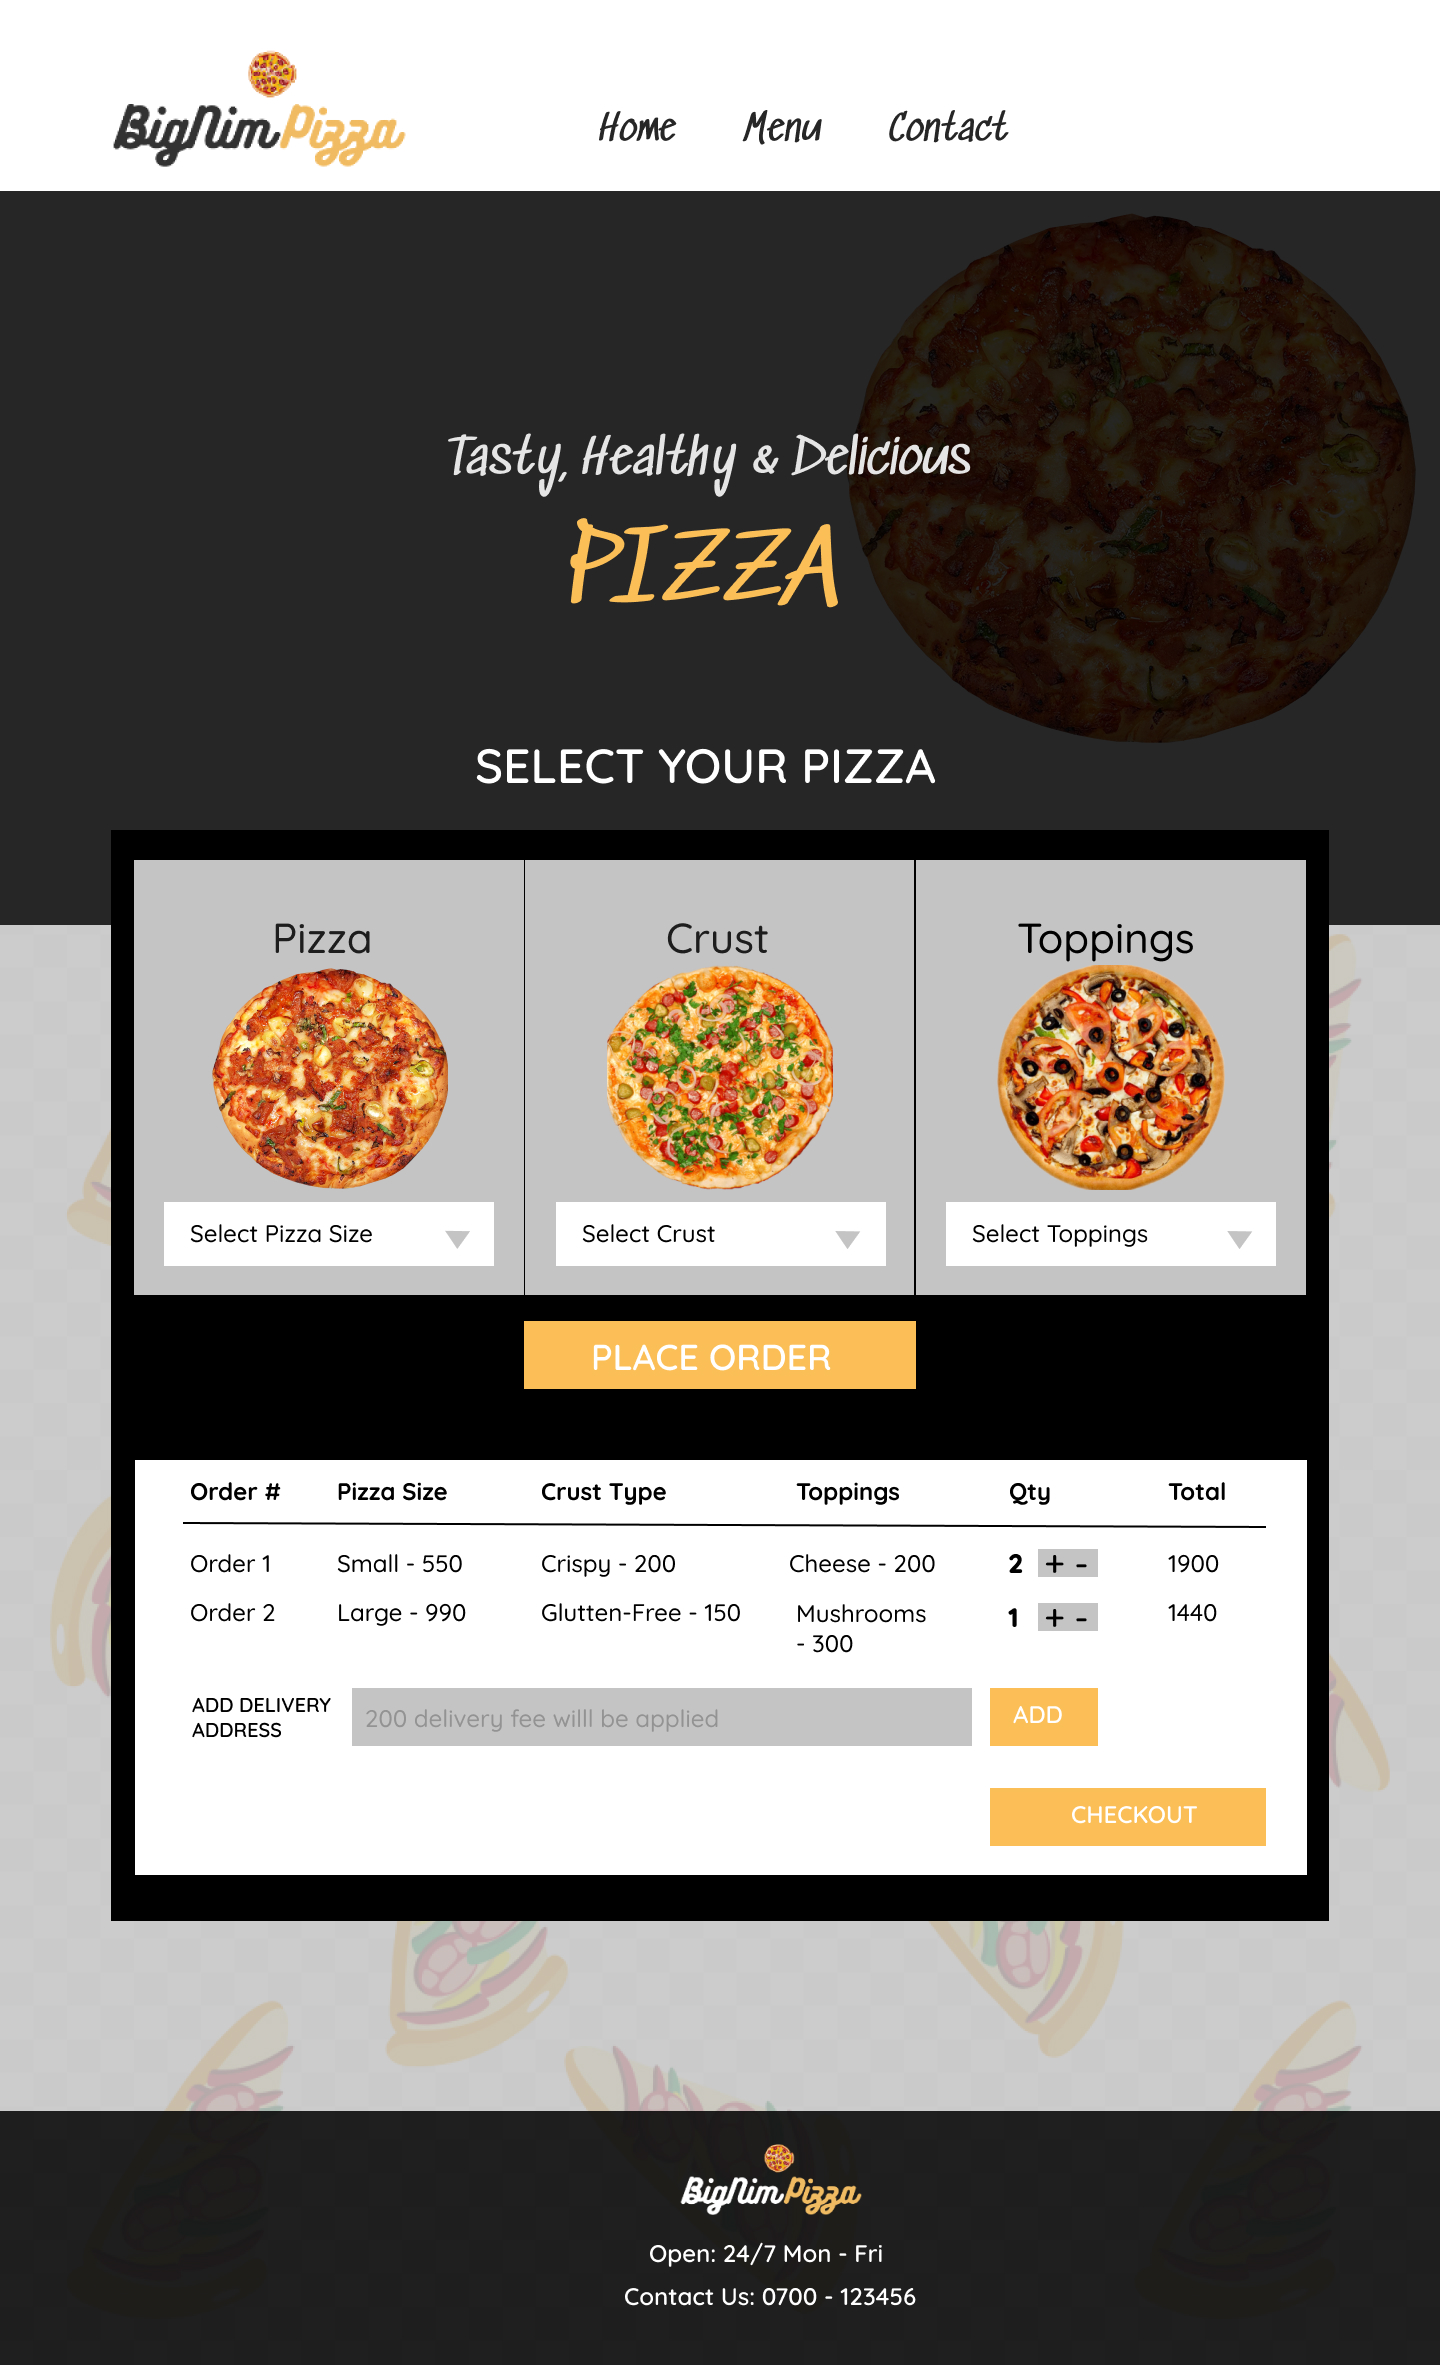 BigNimPizza
Home Menu Contact
Tasty, Healthy & Delicious
PIZZA
SELECT YOUR PIZZA
Pizza Crust Toppings
Select Pizza Size Select Crust Select Toppings
PLACE ORDER
Order # Pizza Size Crust Type Toppings Qty Total
Order 1 Small - 550 Crispy - 200 Cheese - 200 2 + - 1900
Order 2 Large - 990 Glutten-Free - 150 Mushrooms 1 + - 1440
- 300
ADD DELIVERY
ADDRESS
200 delivery fee willl be applied
ADD
CHECKOUT
BigNimPizza
Open: 24/7 Mon - Fri
Contact Us: 0700 - 123456